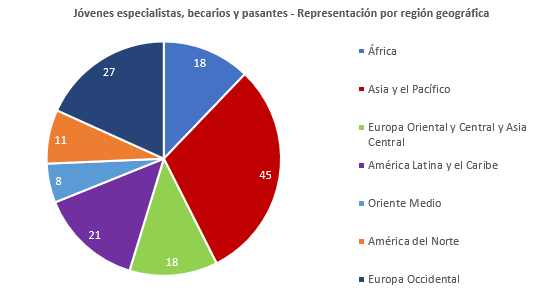 Jóvenes especialistas, becarios y pasantes - Representación por región geográfica
27
18
11
8
45
21
18
África
Asia y el Pacífico
Europa Oriental y Central y Asia
Central
América Latina y el Caribe
Oriente Medio
América del Norte
Europa Occidental